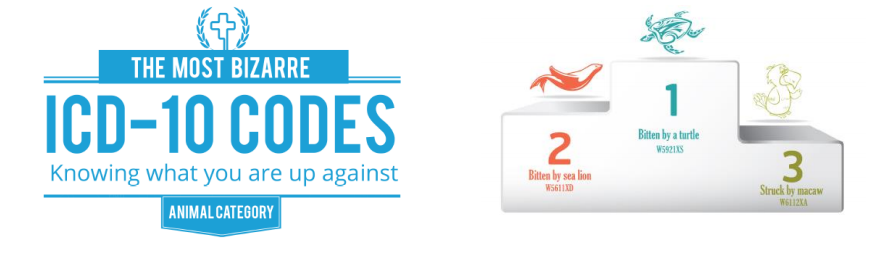 THE MOST BIZARRE
ICD-10 CODES
Knowing what you are up against
ANIMAL CATEGORY
1
Bitten by a turtle
W5921XS
2
Bitten by sea lion
W5611XD
3
Struck by macaw
W6112XA